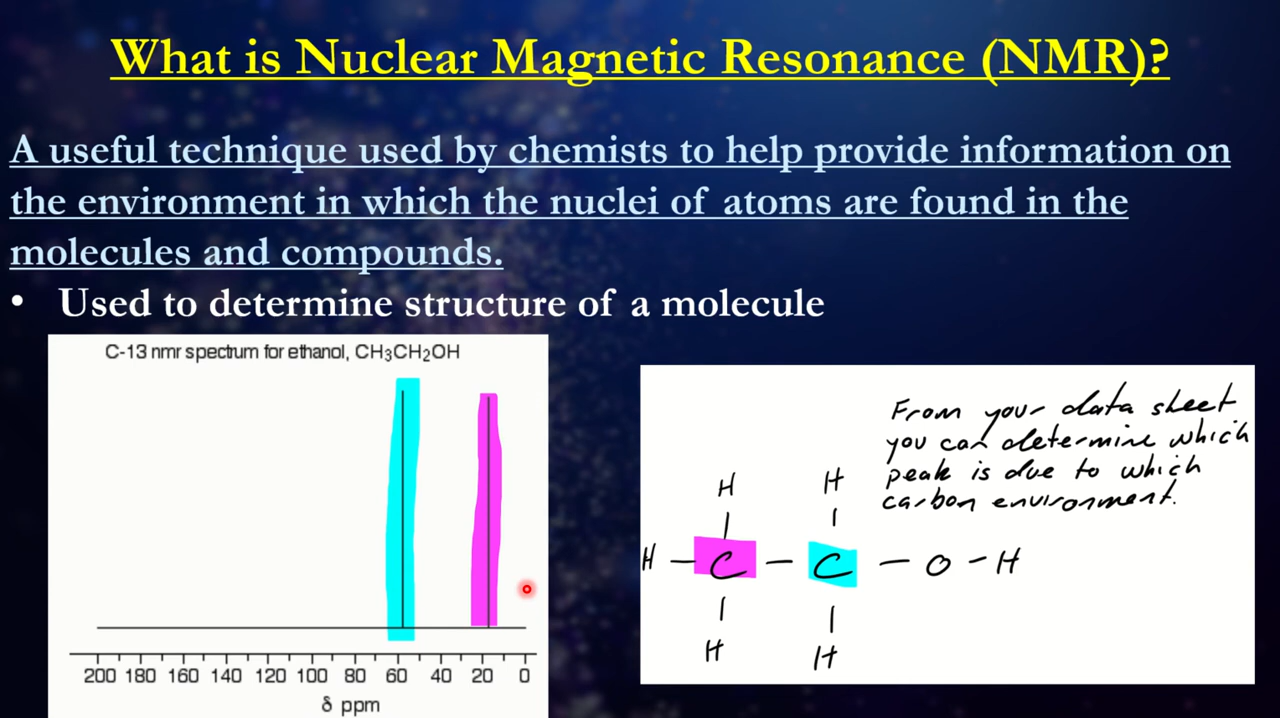 What is Nuclear Magnetic Resonance (NMR)?
A useful technique used by chemists to help provide information on
the environment in which the nuclei of atoms are found in the
molecules and compounds.
• Used to determine structure of a molecule
C-13 nmr spectrum for ethanol, CH₃CH₂OH
200 180 160 140 120 100 80 60 40 20 0
δ ppm
From your data sheet
you can determine which
peak is due to which
carbon environment.
H H
H – C – C – O – H
H H